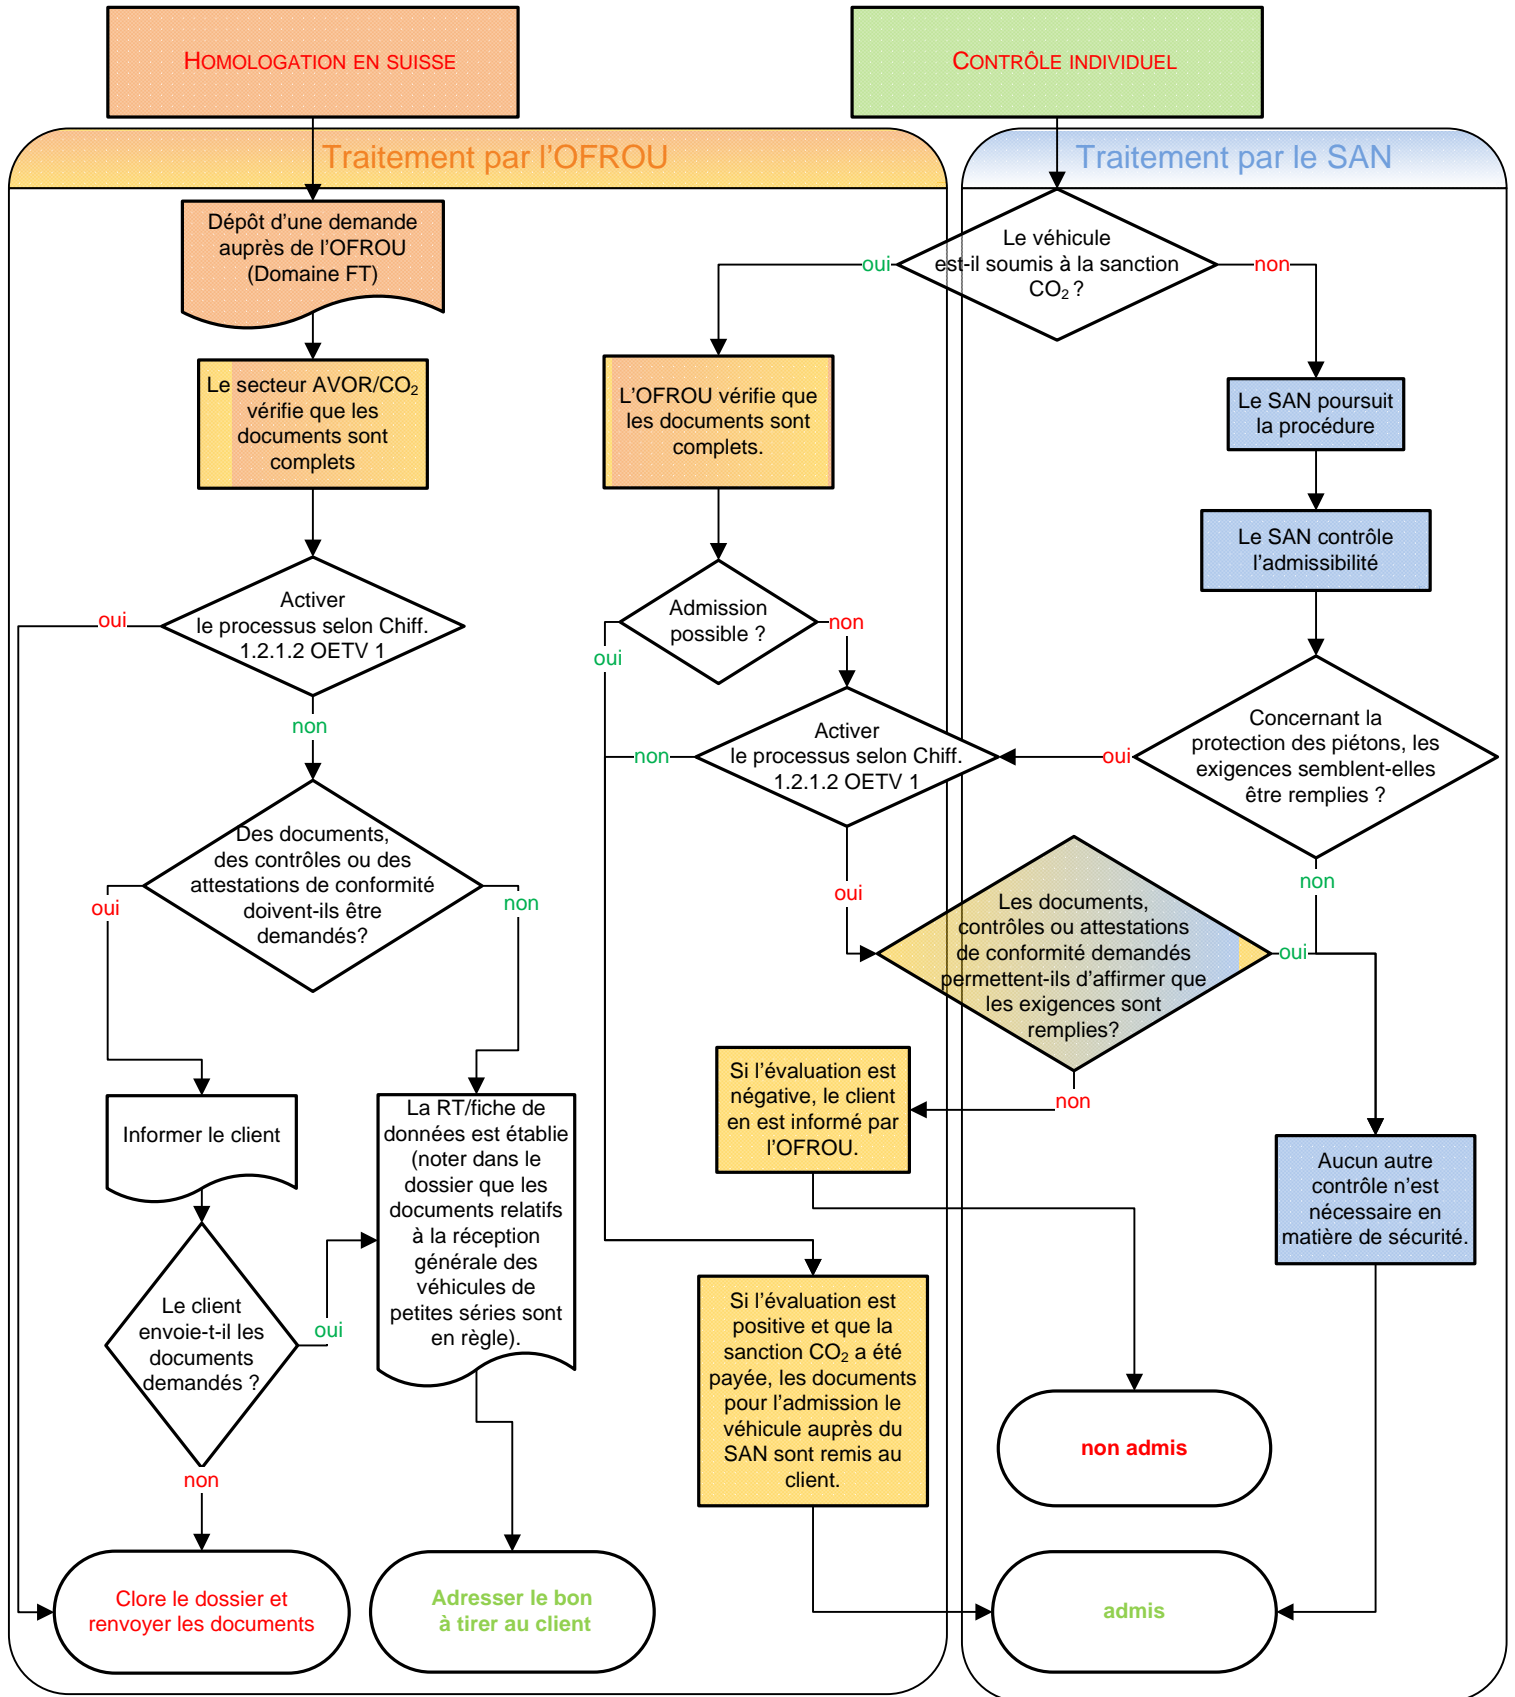 HOMOLOGATION EN SUISSE
CONTRÔLE INDIVIDUEL
Traitement par l'OFROU
Traitement par le SAN
Dépôt d'une demande
auprès de l'OFROU
(Domaine FT)
Le véhicule
est-il soumis à la sanction
CO₂ ?
oui
non
Le secteur AVOR/CO₂
vérifie que les
documents sont
complets
L'OFROU vérifie que
les documents sont
complets.
Le SAN poursuit
la procédure
Le SAN contrôle
l'admissibilité
Activer
le processus selon Chiff.
1.2.1.2 OETV 1
oui
non
Admission
possible ?
oui
non
Activer
le processus selon Chiff.
1.2.1.2 OETV 1
non
oui
Concernant la
protection des piétons, les
exigences semblent-elles
être remplies ?
oui
non
Des documents,
des contrôles ou des
attestations de conformité
doivent-ils être
demandés?
oui
non
Les documents,
contrôles ou attestations
de conformité demandés
permettent-ils d'affirmer que
les exigences sont
remplies?
oui
non
Informer le client
La RT/fiche de
données est établie
(noter dans le
dossier que les
documents relatifs
à la réception
générale des
véhicules de
petites séries sont
en règle).
Si l'évaluation est
négative, le client
en est informé par
l'OFROU.
Aucun autre
contrôle n'est
nécessaire en
matière de sécurité.
Le client
envoie-t-il les
documents
demandés ?
oui
non
Si l'évaluation est
positive et que la
sanction CO₂ a été
payée, les documents
pour l'admission le
véhicule auprès du
SAN sont remis au
client.
non admis
Clore le dossier et
renvoyer les documents
Adresser le bon
à tirer au client
admis